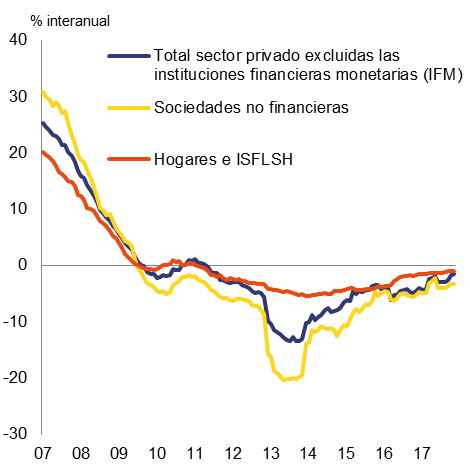 % interanual
40
30
20
10
0
-10
-20
-30
Total sector privado excluidas las
instituciones financieras monetarias (IFM)
Sociedades no financieras
Hogares e ISFLSH
07 08 09 10 11 12 13 14 15 16 17